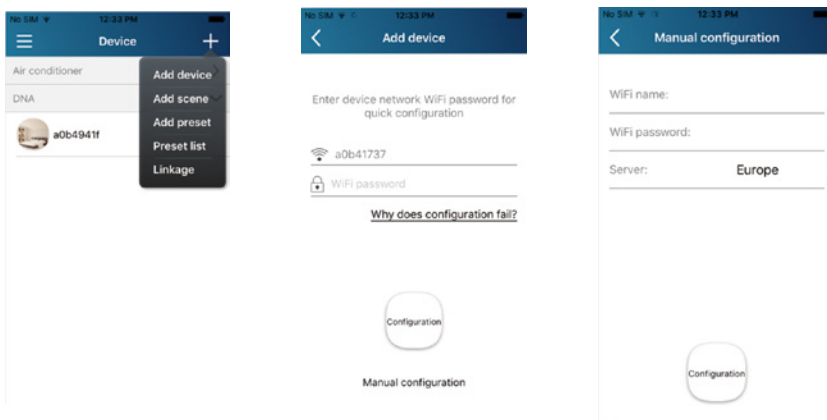 No SIM 12:33 PM
Device
Air conditioner
DNA
a0b4941f
Add device
Add scene
Add preset
Preset list
Linkage
No SIM 12:33 PM
Add device
Enter device network WiFi password for
quick configuration
a0b41737
WiFi password
Why does configuration fail?
Configuration
Manual configuration
No SIM 12:33 PM
Manual configuration
WiFi name:
WiFi password:
Server: Europe
Configuration